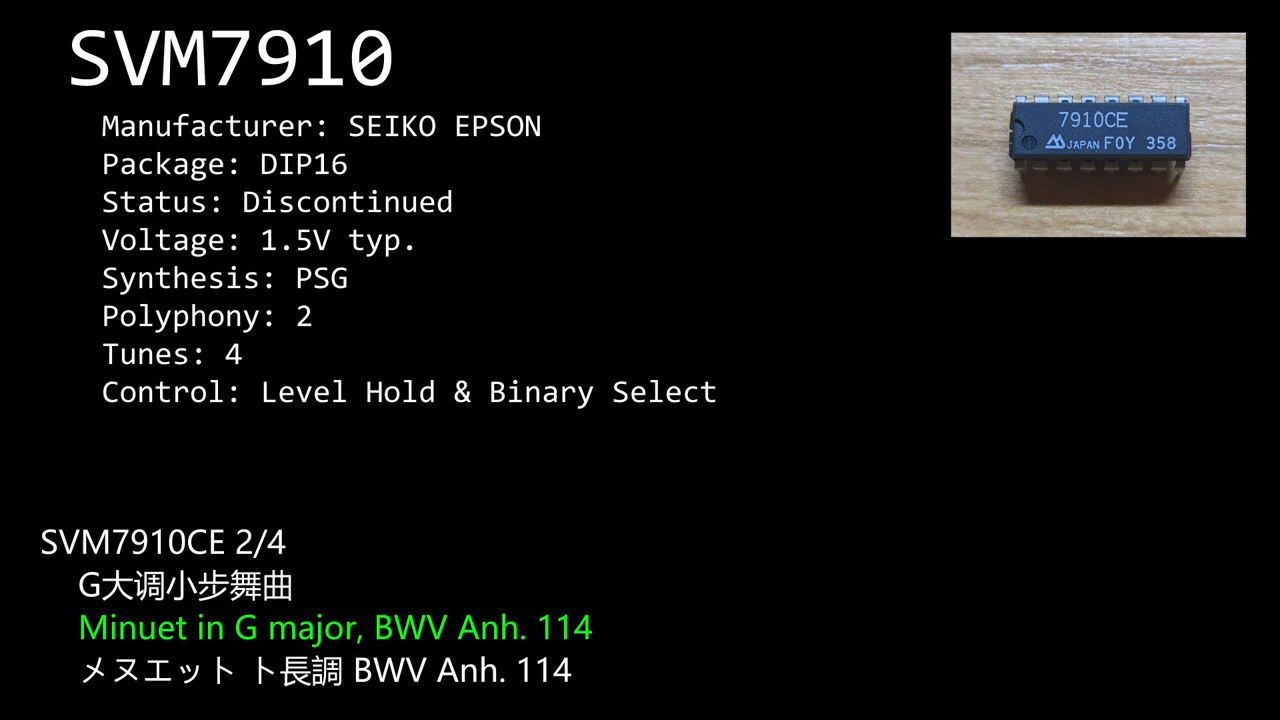 SVM7910
Manufacturer: SEIKO EPSON
Package: DIP16
Status: Discontinued
Voltage: 1.5V typ.
Synthesis: PSG
Polyphony: 2
Tunes: 4
Control: Level Hold & Binary Select
7910CE
JAPAN F0Y 358
SVM7910CE 2/4
G大调小步舞曲
Minuet in G major, BWV Anh. 114
メヌエット ト長調 BWV Anh. 114